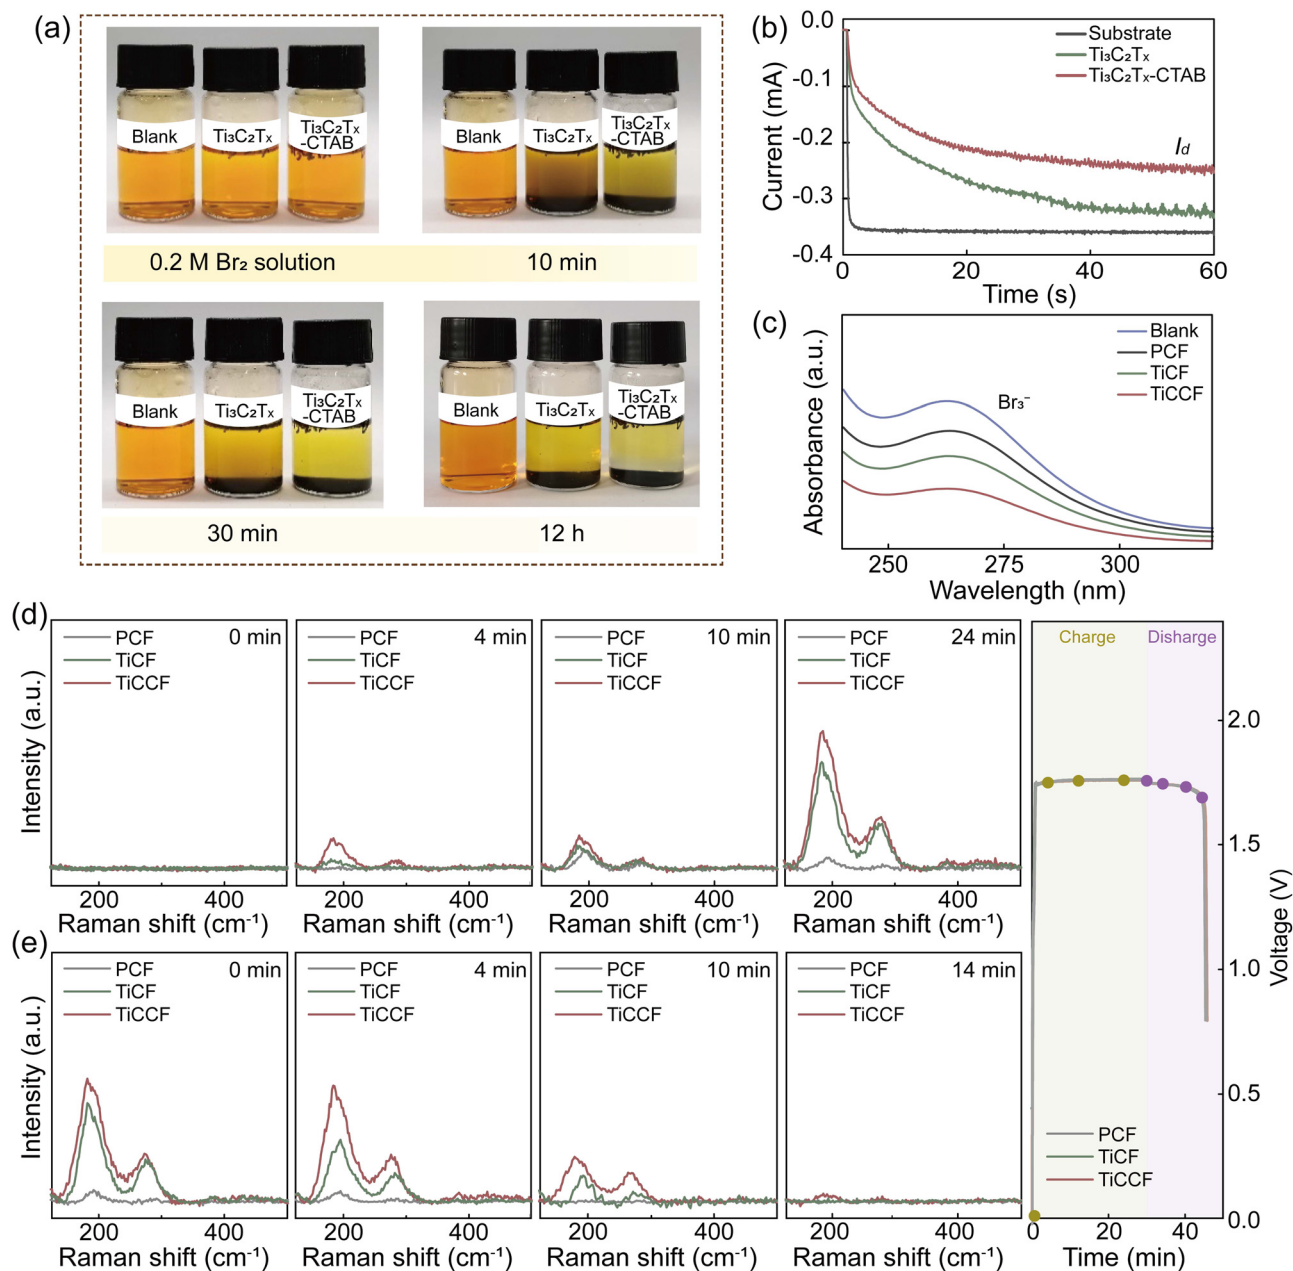 (a)
Blank
Ti₃C₂Tₓ
Ti₃C₂Tₓ
-CTAB
Blank
Ti₃C₂Tₓ
Ti₃C₂Tₓ
-CTAB
0.2 M Br₂ solution
10 min
Blank
Ti₃C₂Tₓ
Ti₃C₂Tₓ
-CTAB
Blank
Ti₃C₂Tₓ
Ti₃C₂Tₓ
-CTAB
30 min
12 h
(b)
Current (mA)
0.0
-0.1
-0.2
-0.3
-0.4
Substrate
Ti₃C₂Tₓ
Ti₃C₂Tₓ-CTAB
I_d
0
20
40
60
Time (s)
(c)
Absorbance (a.u.)
Blank
PCF
TiCF
TiCCF
Br₃⁻
250
275
300
Wavelength (nm)
(d)
Intensity (a.u.)
PCF
TiCF
TiCCF
0 min
200
400
Raman shift (cm⁻¹)
PCF
TiCF
TiCCF
4 min
200
400
Raman shift (cm⁻¹)
PCF
TiCF
TiCCF
10 min
200
400
Raman shift (cm⁻¹)
PCF
TiCF
TiCCF
24 min
200
400
Raman shift (cm⁻¹)
(e)
Intensity (a.u.)
PCF
TiCF
TiCCF
0 min
200
400
Raman shift (cm⁻¹)
PCF
TiCF
TiCCF
4 min
200
400
Raman shift (cm⁻¹)
PCF
TiCF
TiCCF
10 min
200
400
Raman shift (cm⁻¹)
PCF
TiCF
TiCCF
14 min
200
400
Raman shift (cm⁻¹)
Charge
Disharge
2.0
1.5
1.0
0.5
0.0
Voltage (V)
PCF
TiCF
TiCCF
0
20
40
Time (min)